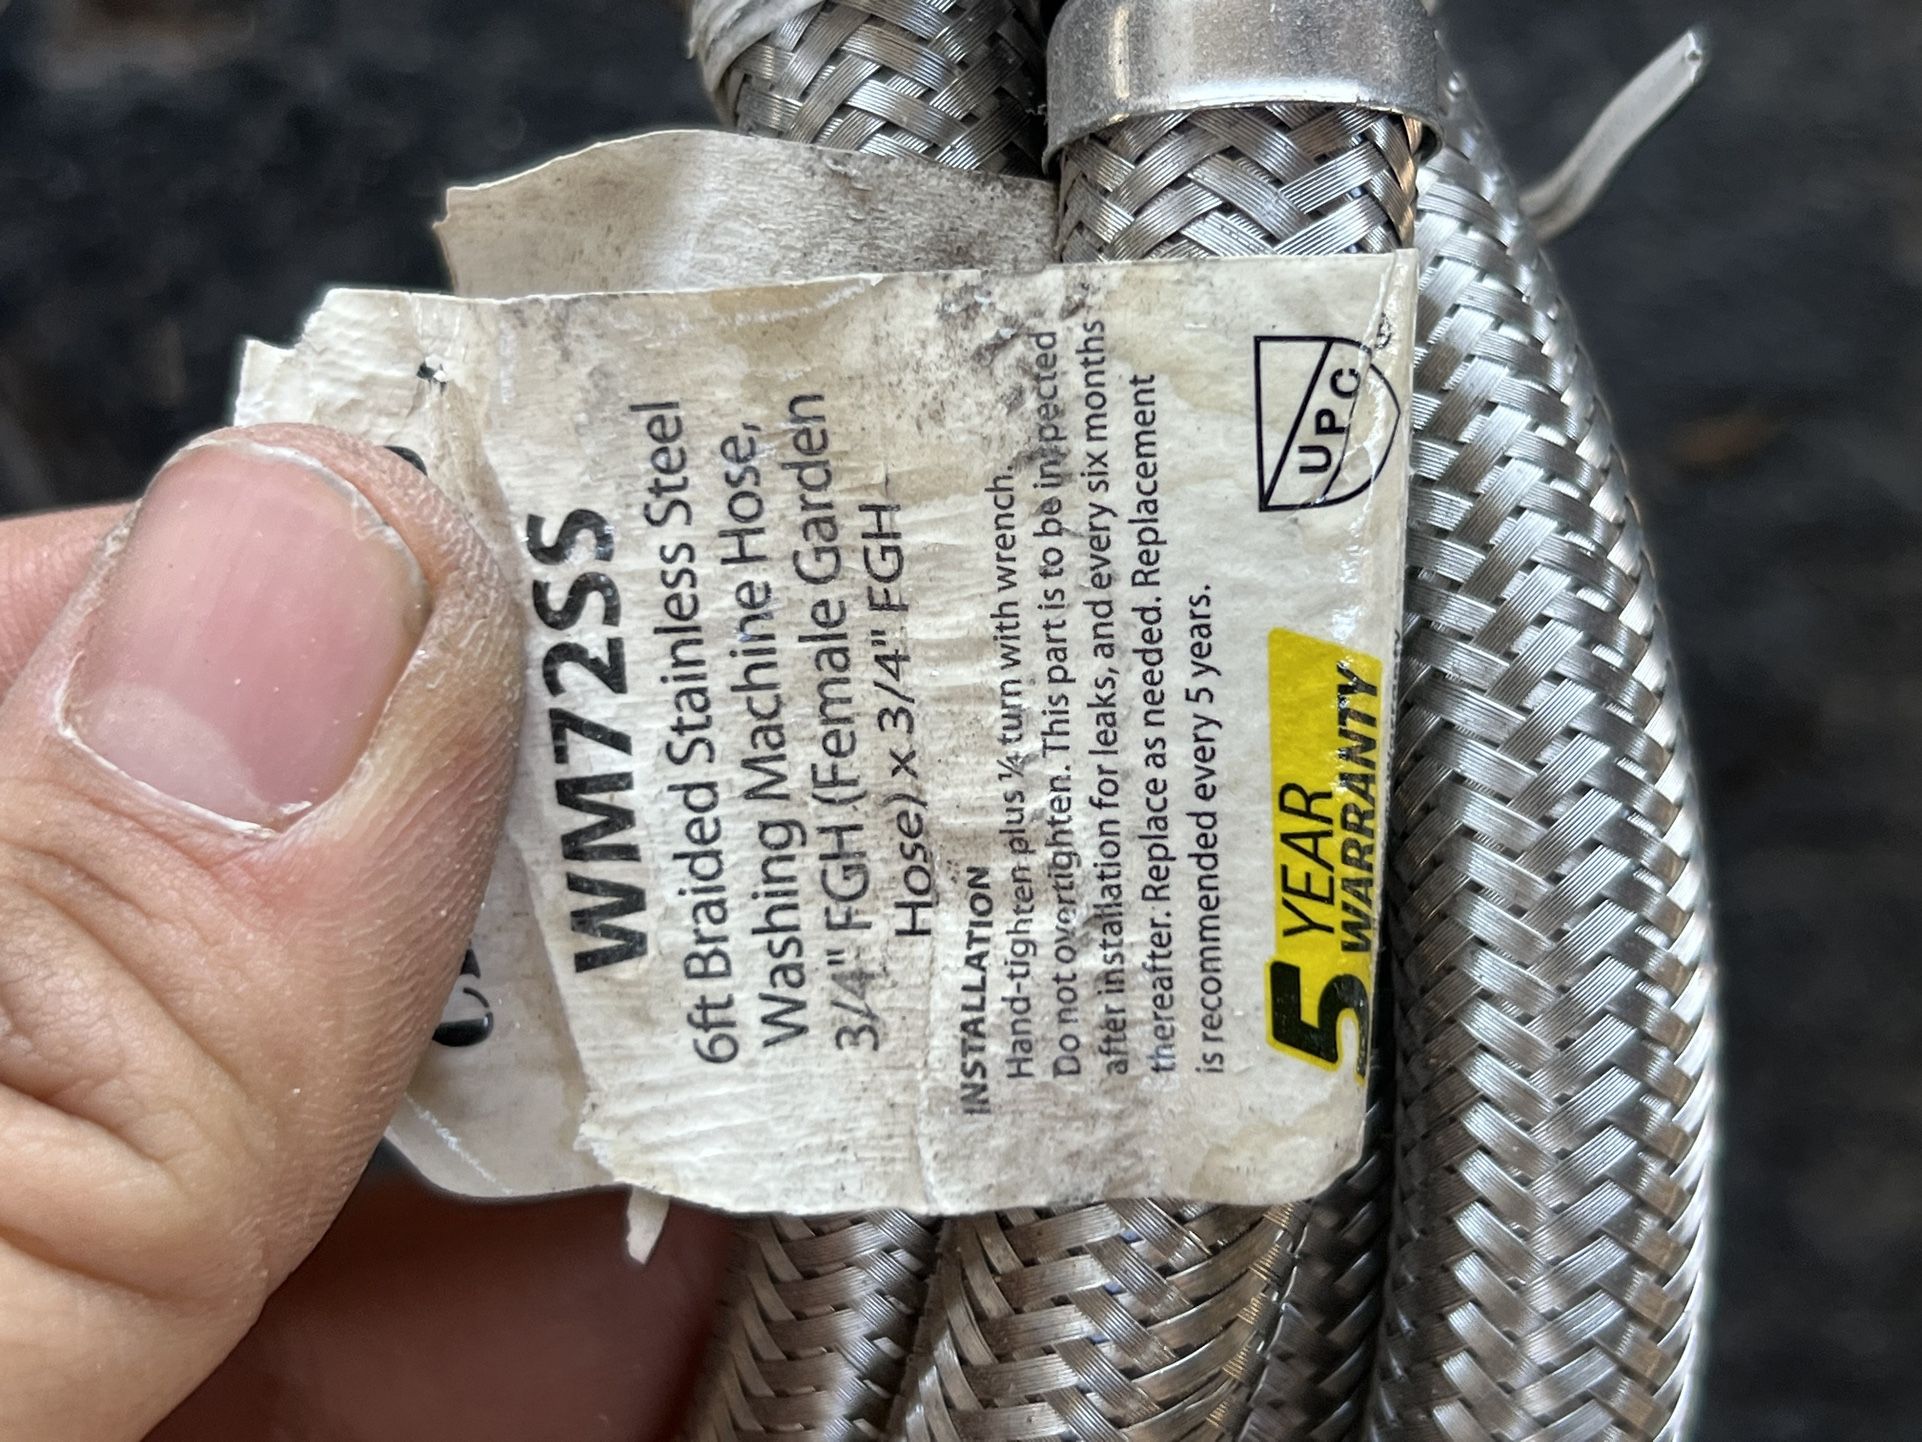 WM72SS
6ft Braided Stainless Steel
Washing Machine Hose,
3/4" FGH (Female Garden
Hose) x 3/4" FGH
INSTALLATION
Hand-tighten plus ¼ turn with wrench.
Do not overtighten. This part is to be inspected
after installation for leaks, and every six months
thereafter. Replace as needed. Replacement
is recommended every 5 years.
5 YEAR
WARRANTY
UPC